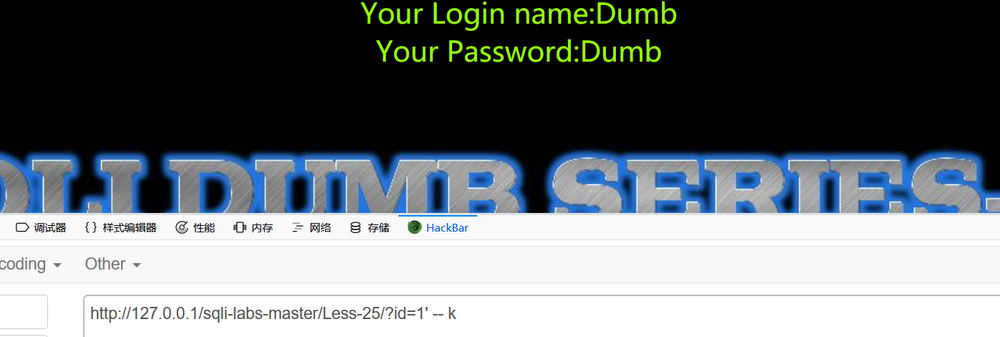 Your Login name:Dumb
Your Password:Dumb
SQLI DUMB SERIES-
调试器 {} 样式编辑器 性能 内存 网络 存储 HackBar
coding Other
http://127.0.0.1/sqli-labs-master/Less-25/?id=1' -- k